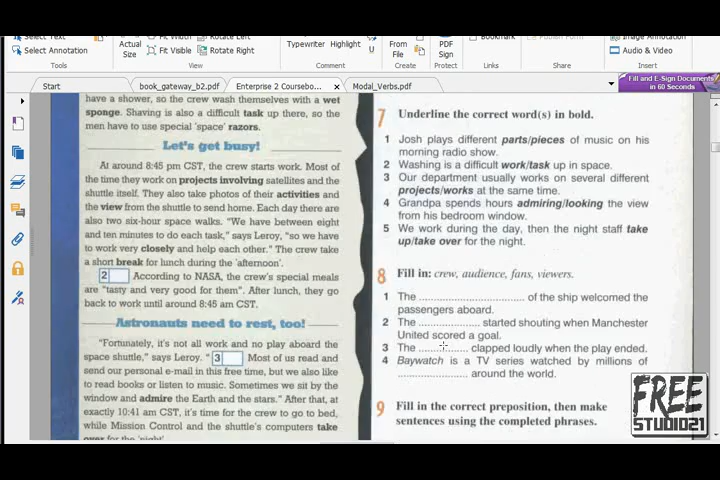 Select Text
Fit Width
Rotate Left
Select Annotation
Actual
Size
Fit Visible
Rotate Right
Typewriter
Highlight
From
File
PDF
Sign
Bookmark
Image Annotation
Audio & Video
View
Comment
Create
Protect
Links
Share
Insert
Start
book_gateway_b2.pdf
Enterprise 2 Coursebo...
Modal_Verbs.pdf
Fill and E-Sign Documents
in 60 Seconds
have a shower, so the crew wash themselves with a wet
sponge. Shaving is also a difficult task up there, so the
men have to use special 'space' razors.
Let's get busy!
At around 8:45 pm CST, the crew starts work. Most of
the time they work on projects involving satellites and the
shuttle itself. They also take photos of their activities and
the view from the shuttle to send home. Each day there are
also two six-hour space walks. "We have between eight
and ten minutes to do each task," says Leroy, "so we have
to work very closely and help each other." The crew take
a short break for lunch during the 'afternoon'.
2 According to NASA, the crew's special meals
are "tasty and very good for them". After lunch, they go
back to work until around 8:45 am CST.
Astronauts need to rest, too!
"Fortunately, it's not all work and no play aboard the
space shuttle," says Leroy. " 3 Most of us read and
send our personal e-mail in this free time, but we also like
to read books or listen to music. Sometimes we sit by the
window and admire the Earth and the stars." After that, at
exactly 10:41 am CST, it's time for the crew to go to bed,
while Mission Control and the shuttle's computers take
over for the 'night'.
7 Underline the correct word(s) in bold.
1 Josh plays different parts/pieces of music on his
morning radio show.
2 Washing is a difficult work/task up in space.
3 Our department usually works on several different
projects/works at the same time.
4 Grandpa spends hours admiring/looking the view
from his bedroom window.
5 We work during the day, then the night staff take
up/take over for the night.
8 Fill in: crew, audience, fans, viewers.
1 The .................................. of the ship welcomed the
passengers aboard.
2 The .................... started shouting when Manchester
United scored a goal.
3 The ................ clapped loudly when the play ended.
4 Baywatch is a TV series watched by millions of
...................... around the world.
9 Fill in the correct preposition, then make
sentences using the completed phrases.
FREE
STUDIO21